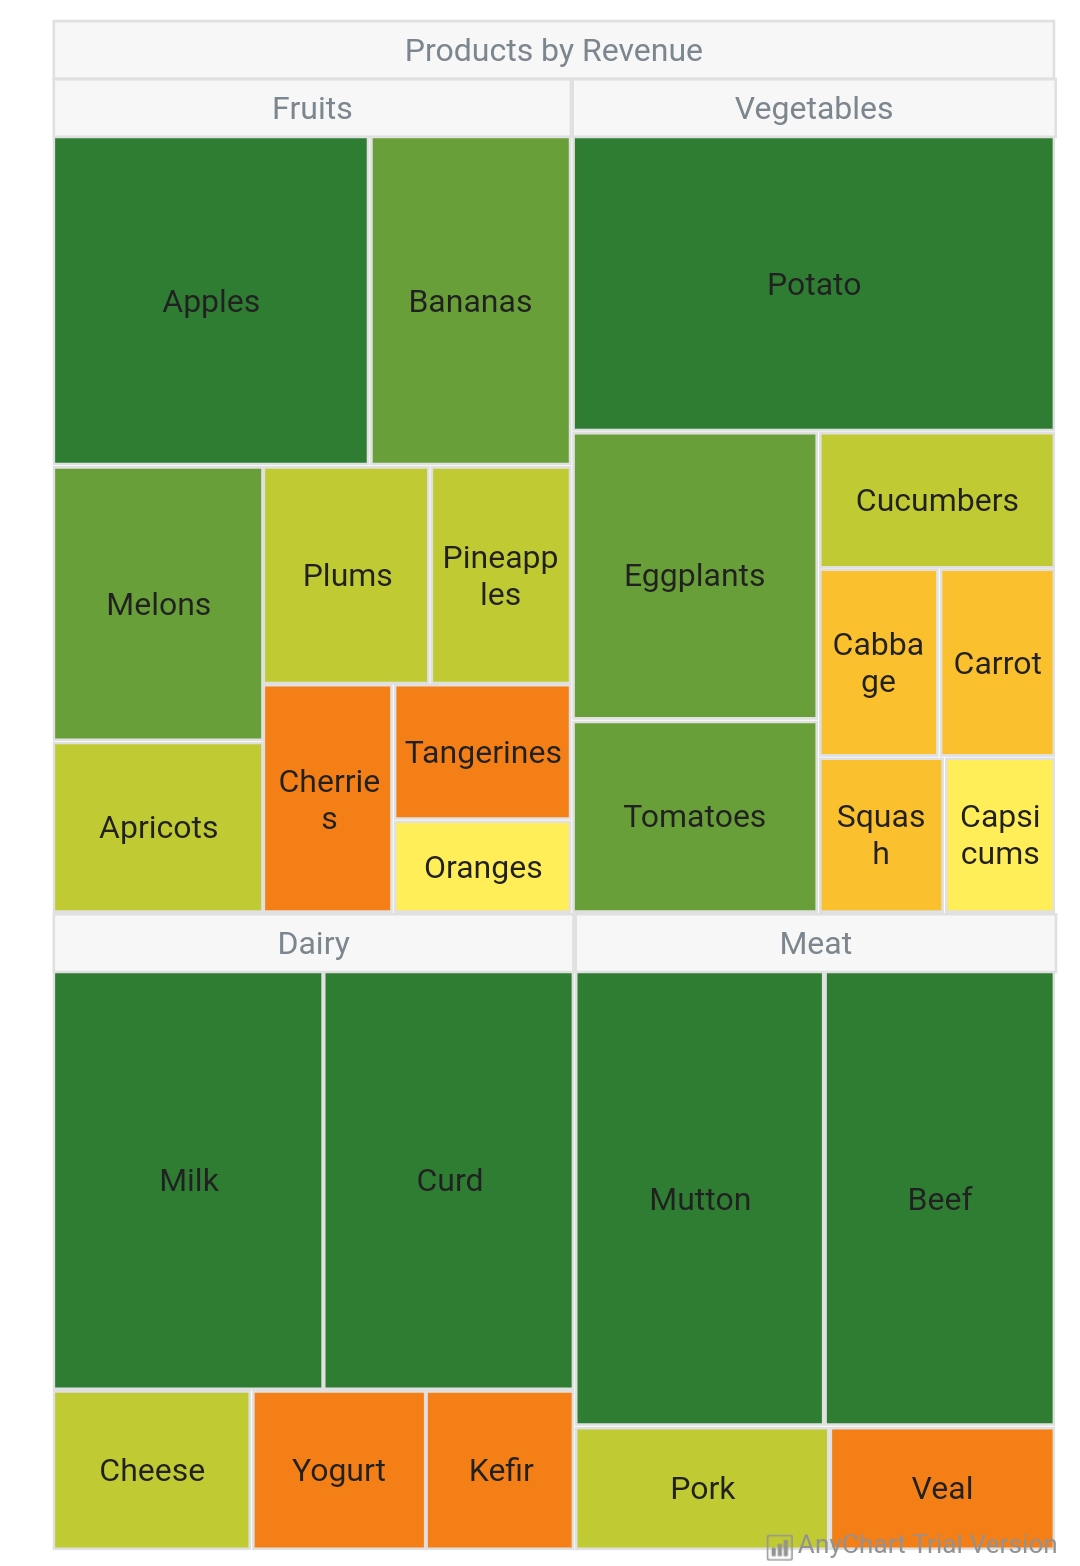 Products by Revenue
Fruits
Vegetables
Apples
Bananas
Potato
Melons
Plums
Pineapp
les
Eggplants
Cucumbers
Cabba
ge
Carrot
Apricots
Cherrie
s
Tangerines
Oranges
Tomatoes
Squas
h
Capsi
cums
Dairy
Meat
Milk
Curd
Mutton
Beef
Cheese
Yogurt
Kefir
Pork
Veal
AnyChart Trial Version